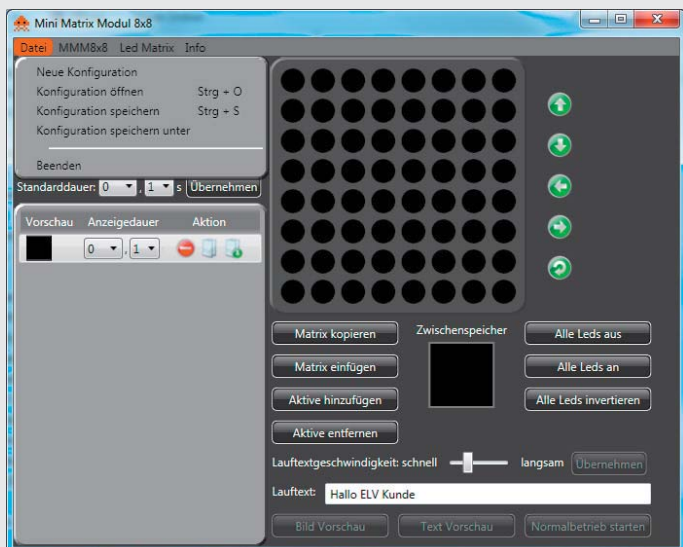 Mini Matrix Modul 8x8
Datei MMM8x8 Led Matrix Info
Neue Konfiguration
Konfiguration öffnen Strg + O
Konfiguration speichern Strg + S
Konfiguration speichern unter
Beenden
Standarddauer: 0 , 1 s Übernehmen
Vorschau Anzeigedauer Aktion
0 , 1
Matrix kopieren Zwischenspeicher Alle Leds aus
Matrix einfügen Alle Leds an
Aktive hinzufügen Alle Leds invertieren
Aktive entfernen
Lauftextgeschwindigkeit: schnell langsam Übernehmen
Lauftext: Hallo ELV Kunde
Bild Vorschau Text Vorschau Normalbetrieb starten